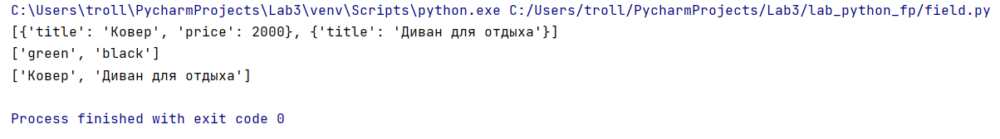 C:\Users\troll\PycharmProjects\Lab3\venv\Scripts\python.exe C:/Users/troll/PycharmProjects/Lab3/lab_python_fp/field.py
[{'title': 'Ковер', 'price': 2000}, {'title': 'Диван для отдыха'}]
['green', 'black']
['Ковер', 'Диван для отдыха']
Process finished with exit code 0